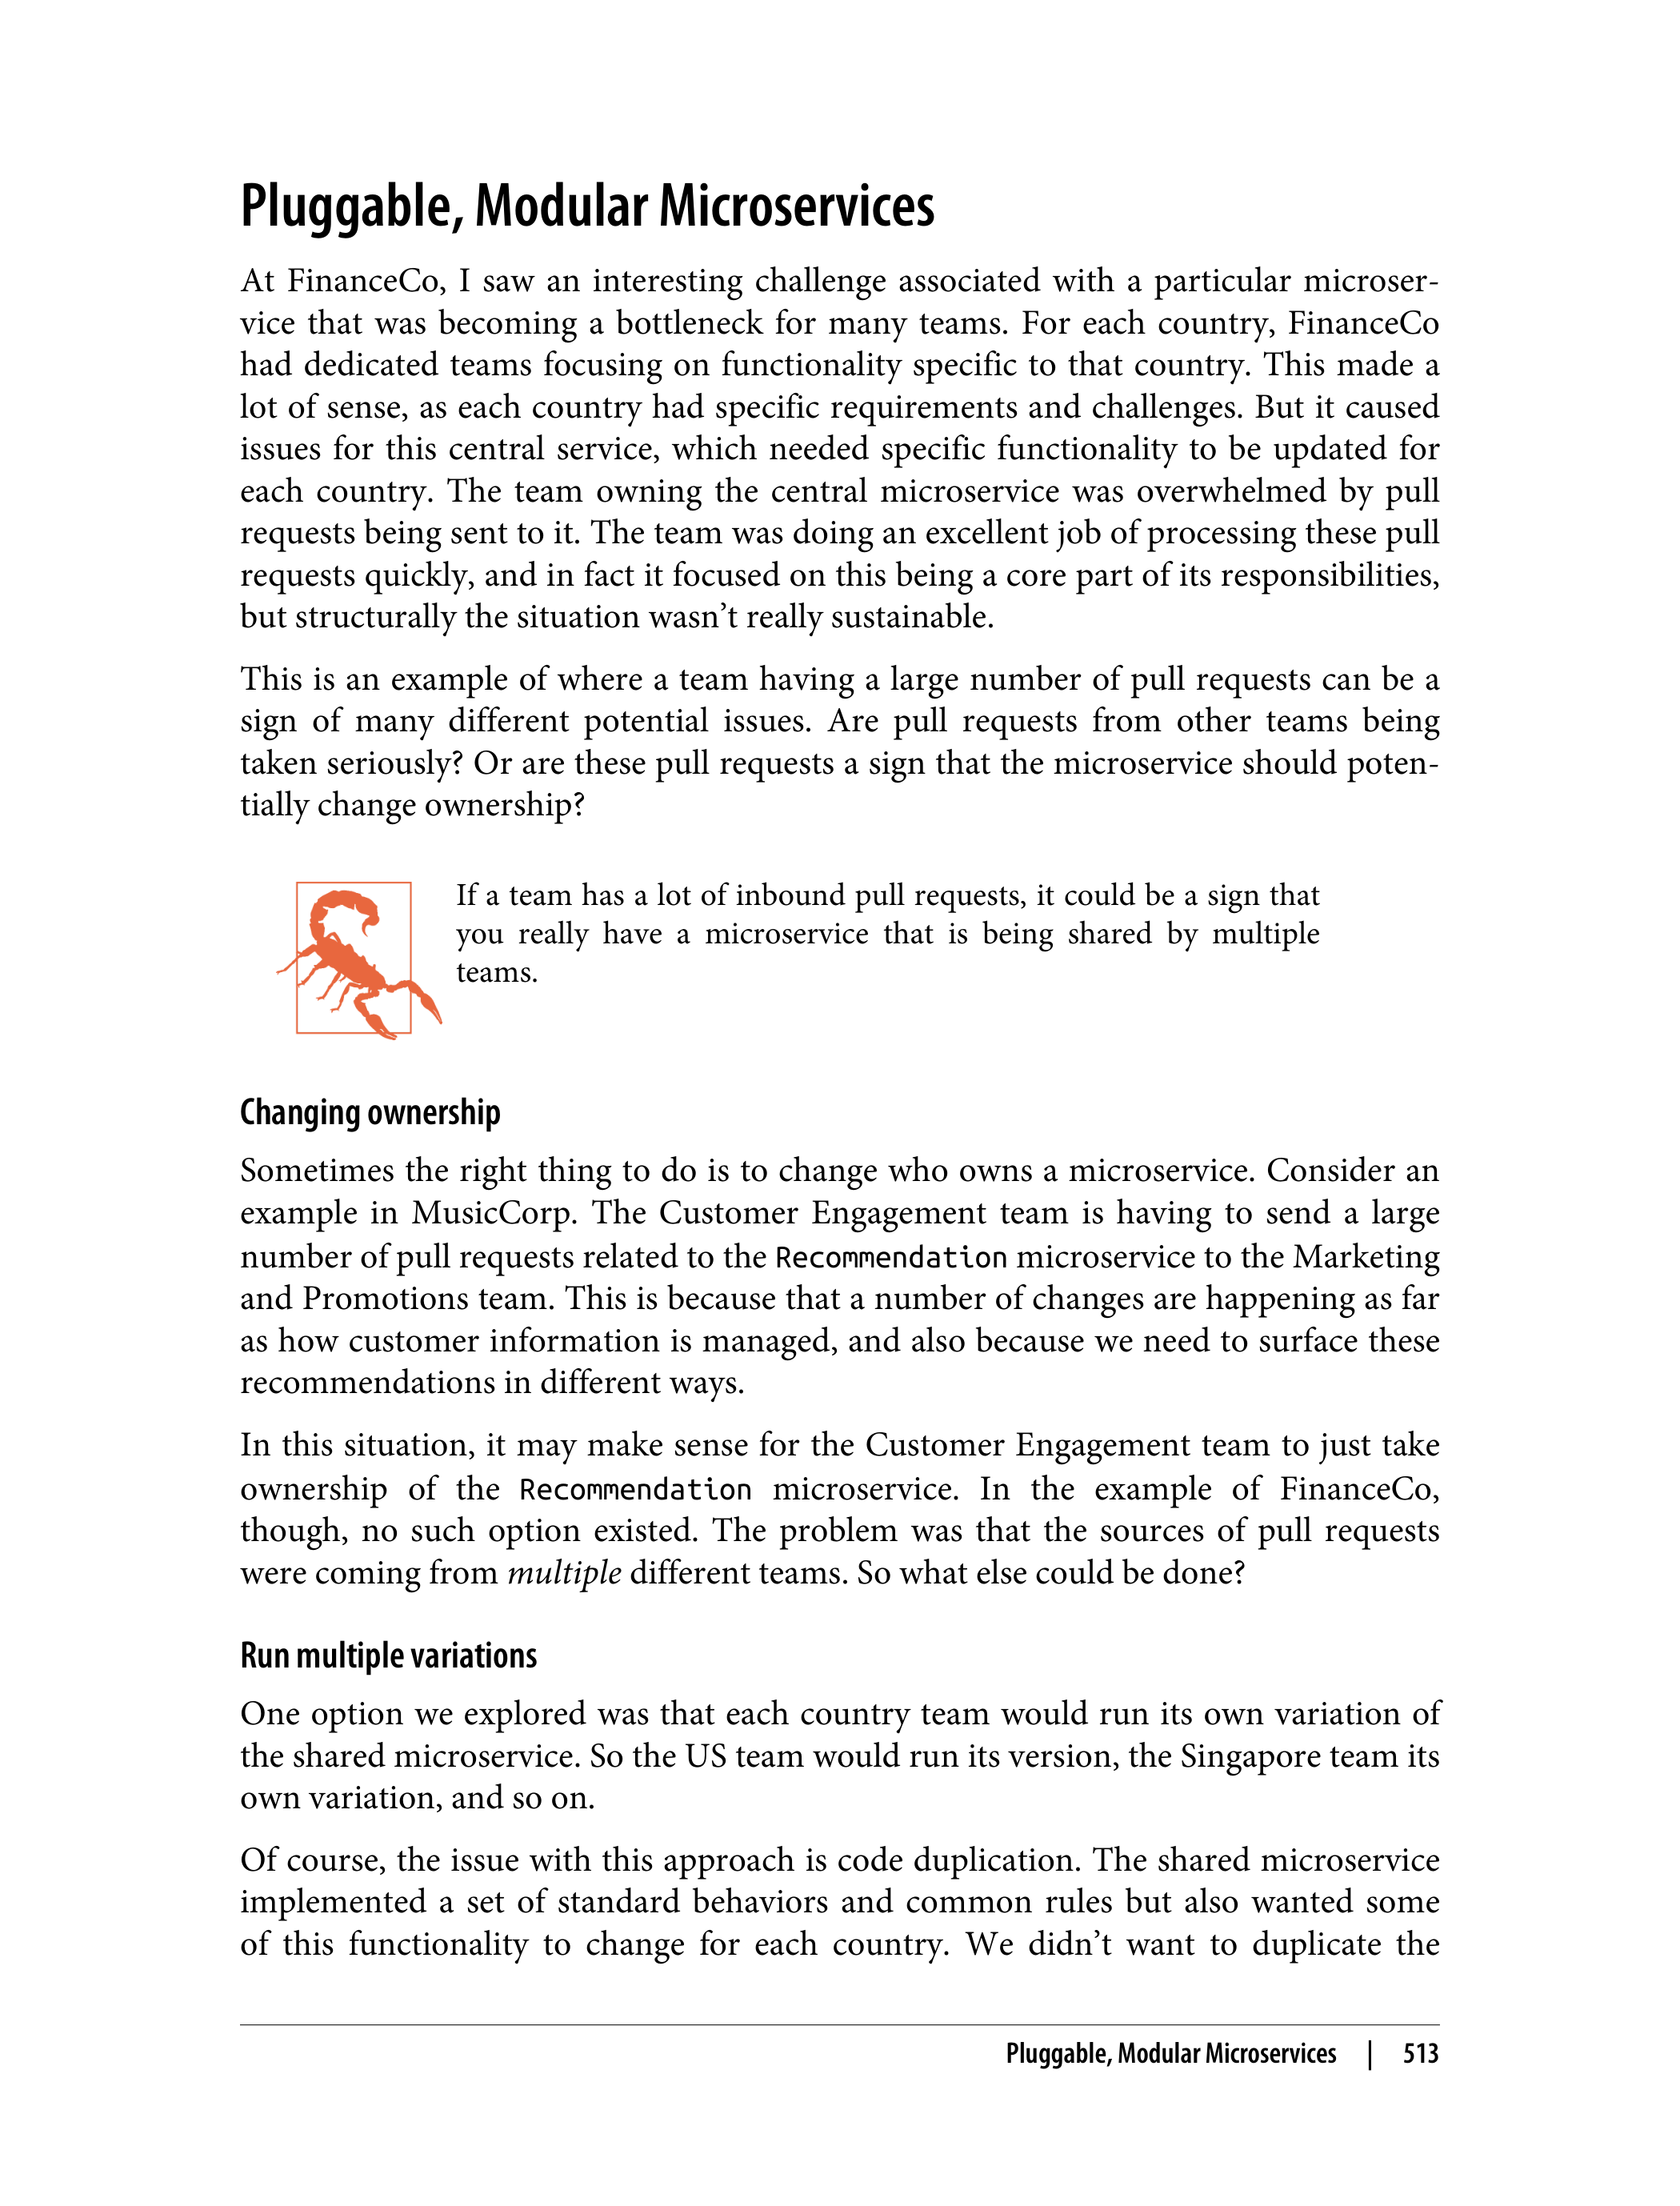 Pluggable, Modular Microservices
At FinanceCo, I saw an interesting challenge associated with a particular microser-
vice that was becoming a bottleneck for many teams. For each country, FinanceCo
had dedicated teams focusing on functionality specific to that country. This made a
lot of sense, as each country had specific requirements and challenges. But it caused
issues for this central service, which needed specific functionality to be updated for
each country. The team owning the central microservice was overwhelmed by pull
requests being sent to it. The team was doing an excellent job of processing these pull
requests quickly, and in fact it focused on this being a core part of its responsibilities,
but structurally the situation wasn’t really sustainable.
This is an example of where a team having a large number of pull requests can be a
sign of many different potential issues. Are pull requests from other teams being
taken seriously? Or are these pull requests a sign that the microservice should poten-
tially change ownership?
If a team has a lot of inbound pull requests, it could be a sign that
you really have a microservice that is being shared by multiple
teams.
Changing ownership
Sometimes the right thing to do is to change who owns a microservice. Consider an
example in MusicCorp. The Customer Engagement team is having to send a large
number of pull requests related to the Recommendation microservice to the Marketing
and Promotions team. This is because that a number of changes are happening as far
as how customer information is managed, and also because we need to surface these
recommendations in different ways.
In this situation, it may make sense for the Customer Engagement team to just take
ownership of the Recommendation microservice. In the example of FinanceCo,
though, no such option existed. The problem was that the sources of pull requests
were coming from multiple different teams. So what else could be done?
Run multiple variations
One option we explored was that each country team would run its own variation of
the shared microservice. So the US team would run its version, the Singapore team its
own variation, and so on.
Of course, the issue with this approach is code duplication. The shared microservice
implemented a set of standard behaviors and common rules but also wanted some
of this functionality to change for each country. We didn’t want to duplicate the
Pluggable, Modular Microservices | 513